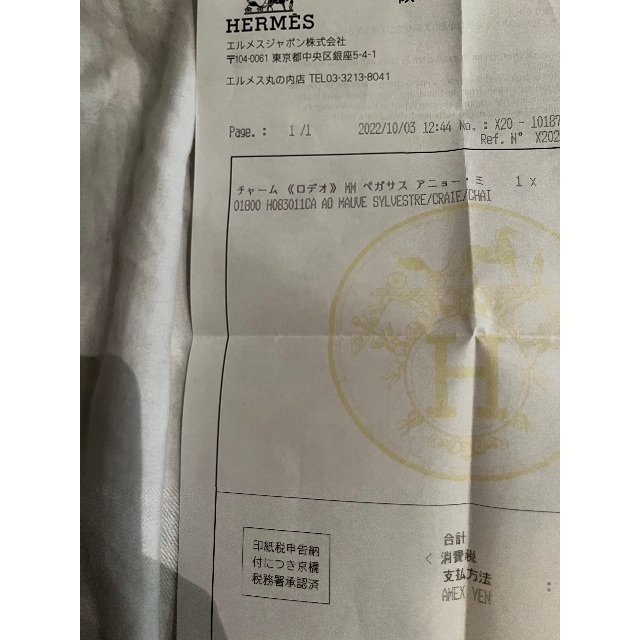 HERMÈS
エルメスジャポン株式会社
〒104-0061 東京都中央区銀座5-4-1
エルメス丸の内店 TEL03-3213-8041
Page. : 1 /1 2022/10/03 12:44 No. : X20 - 10187
Ref. N° X202
チャーム 《ロデオ》 MM ペガサス アニョー・ミ 1 x
01800 H083011CA AO MAUVE SYLVESTRE/CRAIE/CHAI
H
印紙税申告納
付につき京橋
税務署承認済
合計
< 消費税
支払方法 :
AMEX YEN